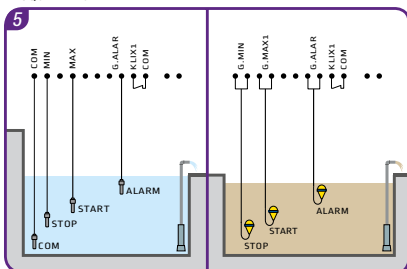 5
COM
MIN
MAX
G.ALAR
KLIX1
COM
ALARM
START
STOP
COM
G.MIN
G.MAX1
G.ALAR
KLIX1
COM
ALARM
START
STOP